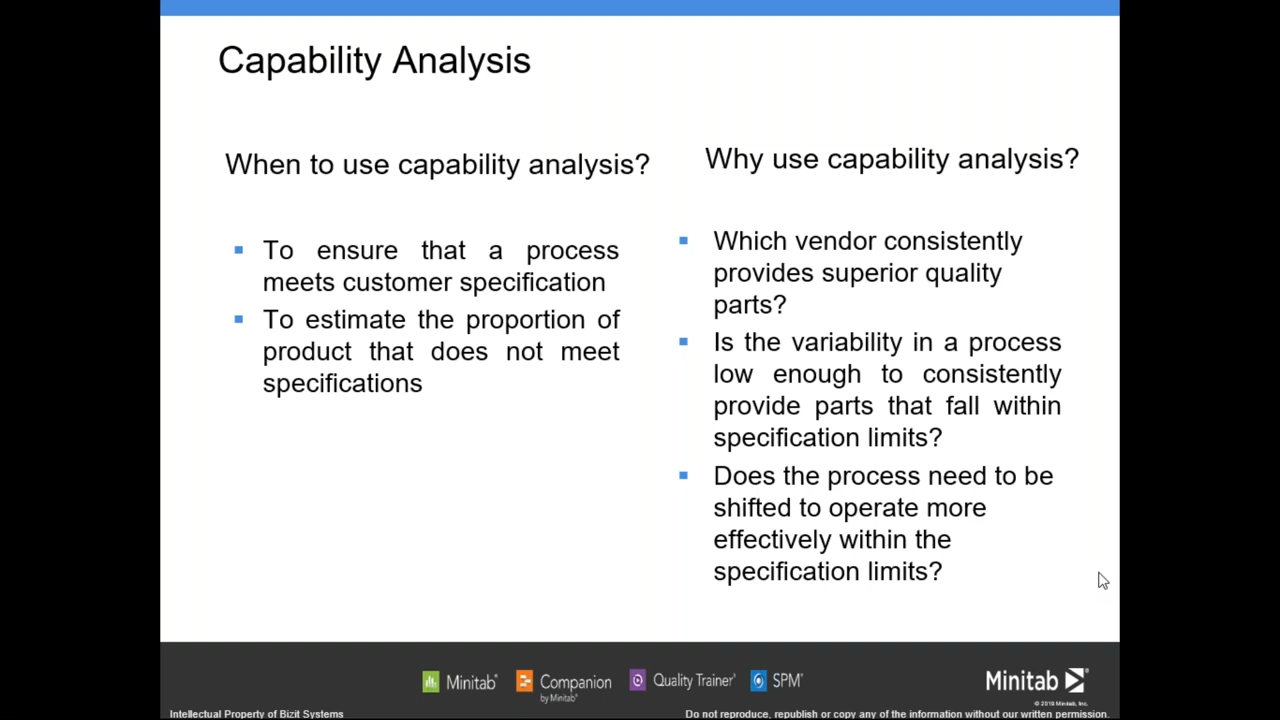 Capability Analysis
When to use capability analysis?
To ensure that a process
meets customer specification
To estimate the proportion of
product that does not meet
specifications
Why use capability analysis?
Which vendor consistently
provides superior quality
parts?
Is the variability in a process
low enough to consistently
provide parts that fall within
specification limits?
Does the process need to be
shifted to operate more
effectively within the
specification limits?
Minitab®
Companion
by Minitab®
Quality Trainer®
SPM®
Minitab®
© 2019 Minitab, Inc.
Intellectual Property of Bizit Systems
Do not reproduce, republish or copy any of the information without our written permission.